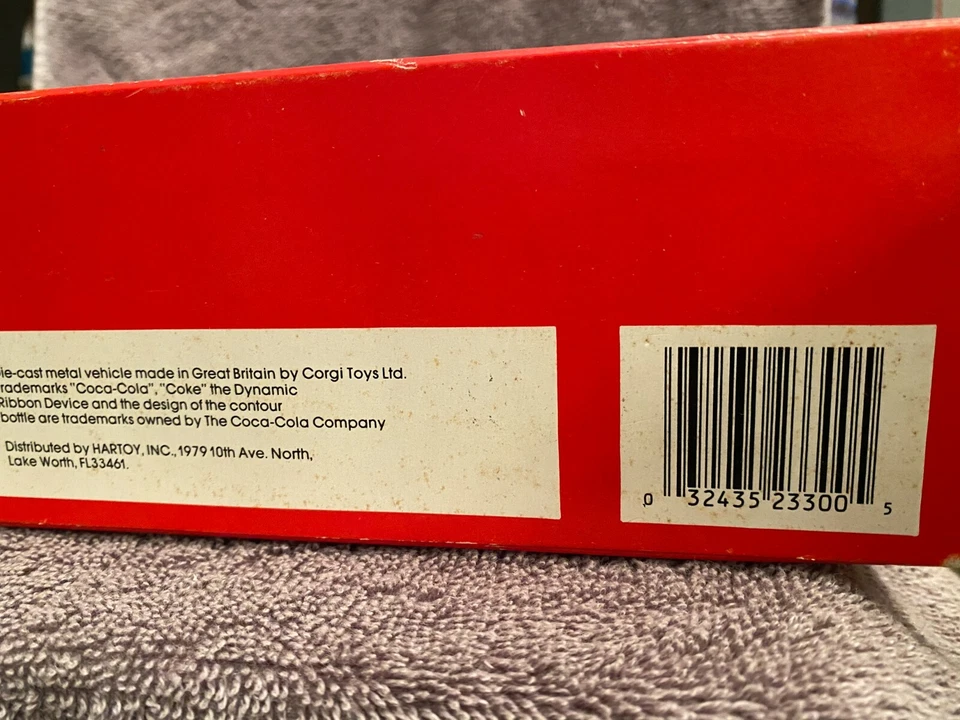 ie-cast metal vehicle made in Great Britain by Corgi Toys Ltd.
rademarks "Coca-Cola", "Coke" the Dynamic
Ribbon Device and the design of the contour
bottle are trademarks owned by The Coca-Cola Company
Distributed by HARTOY, INC., 1979 10th Ave. North,
Lake Worth, FL33461.
0 32435 23300 5